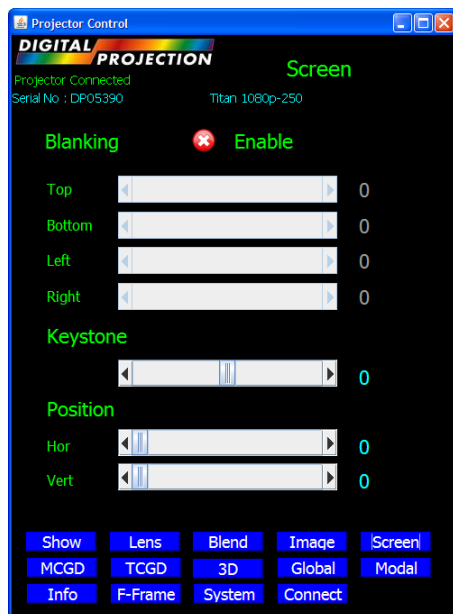 Projector Control
DIGITAL PROJECTION
Screen
Projector Connected
Serial No : DP05390 Titan 1080p-250
Blanking Enable
Top 0
Bottom 0
Left 0
Right 0
Keystone
0
Position
Hor 0
Vert 0
Show Lens Blend Image Screen
MCGD TCGD 3D Global Modal
Info F-Frame System Connect